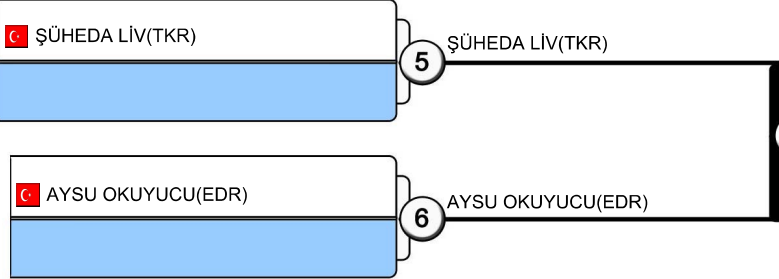 ŞÜHEDA LİV(TKR)
5
ŞÜHEDA LİV(TKR)
AYSU OKUYUCU(EDR)
6
AYSU OKUYUCU(EDR)